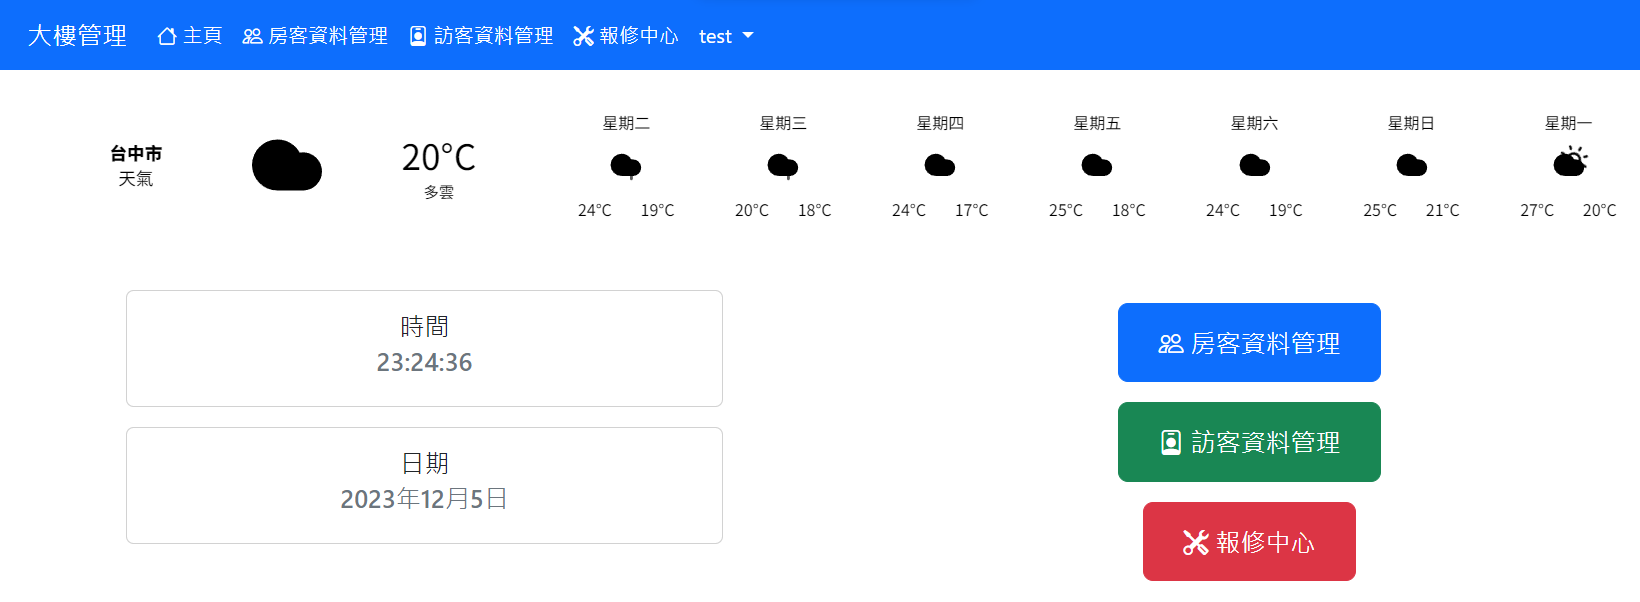 大樓管理 主頁 房客資料管理 訪客資料管理 報修中心 test
台中市
天氣
20°C
多雲
星期二 星期三 星期四 星期五 星期六 星期日 星期一
24°C 19°C 20°C 18°C 24°C 17°C 25°C 18°C 24°C 19°C 25°C 21°C 27°C 20°C
時間
23:24:36
日期
2023年12月5日
房客資料管理
訪客資料管理
報修中心